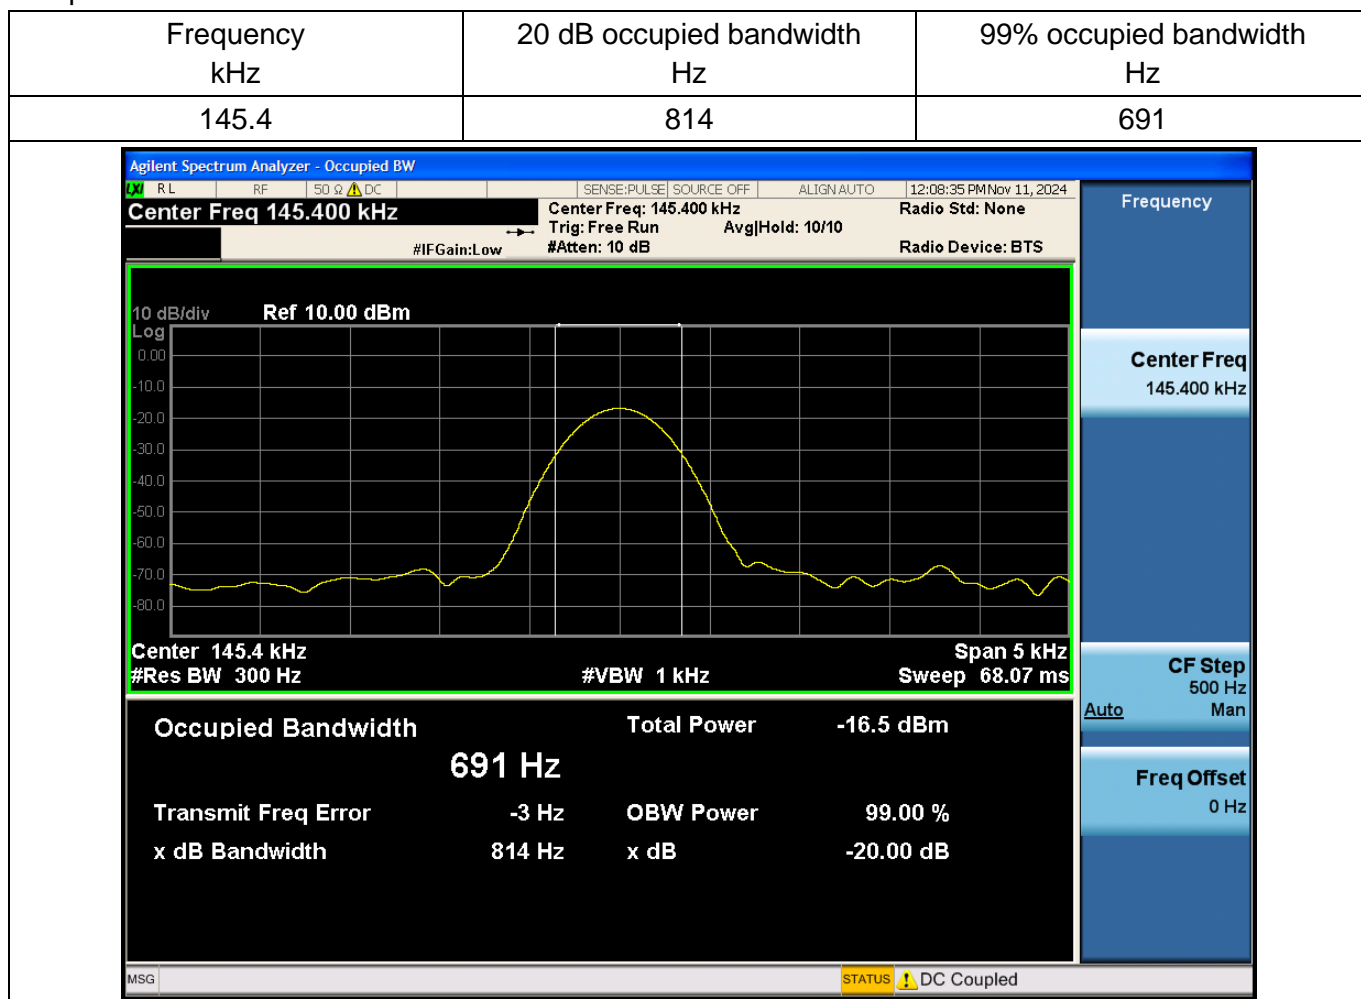 Frequency 20 dB occupied bandwidth 99% occupied bandwidth
kHz Hz Hz
145.4 814 691
Agilent Spectrum Analyzer - Occupied BW
LXI RL RF 50 Ω DC SENSE:PULSE SOURCE OFF ALIGN AUTO 12:08:35 PM Nov 11, 2024
Center Freq 145.400 kHz Center Freq: 145.400 kHz Radio Std: None
Trig: Free Run Avg|Hold: 10/10
#IFGain:Low #Atten: 10 dB Radio Device: BTS
Frequency
10 dB/div Ref 10.00 dBm
Log
0.00
-10.0
-20.0
-30.0
-40.0
-50.0
-60.0
-70.0
-80.0
Center 145.4 kHz Span 5 kHz
#Res BW 300 Hz #VBW 1 kHz Sweep 68.07 ms
Occupied Bandwidth Total Power -16.5 dBm
691 Hz
Transmit Freq Error -3 Hz OBW Power 99.00 %
x dB Bandwidth 814 Hz x dB -20.00 dB
Center Freq
145.400 kHz
CF Step
500 Hz
Auto Man
Freq Offset
0 Hz
MSG STATUS DC Coupled